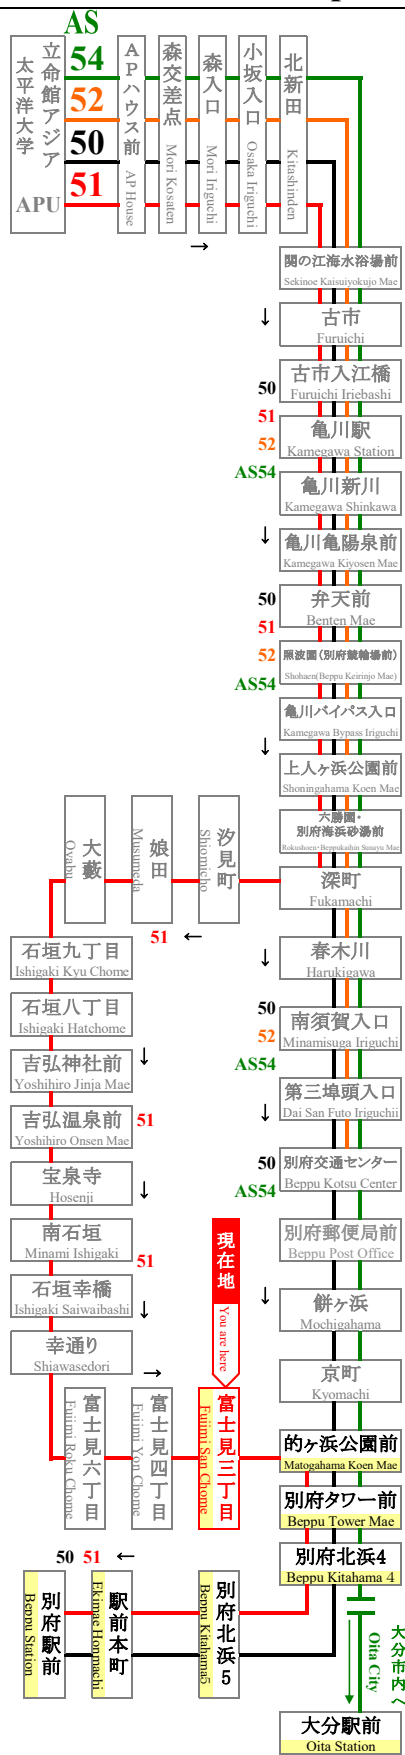 AS
54
52
50
51
立命館アジア
太平洋大学
APU
APハウス前
AP House
森交差点
Mori Kosaten
森入口
Mori Iriguchi
小坂入口
Osaka Iriguchi
北新田
Kitashinden
→
関の江海水浴場前
Sekinoe Kaisuiyokujo Mae
↓
古市
Furuichi
古市入江橋
Furuichi Iriebashi
50
51
52
AS54
亀川駅
Kamegawa Station
亀川新川
Kamegawa Shinkawa
↓
亀川亀陽泉前
Kamegawa Kiyosen Mae
50
51
52
AS54
弁天前
Benten Mae
照波園(別府競輪場前)
Shohaen(Beppu Keirinjo Mae)
亀川バイパス入口
Kamegawa Bypass Iriguchi
↓
上人ヶ浜公園前
Shoningahama Koen Mae
六勝園・
別府海浜砂湯前
Rokushoen・Beppukaihin Sunayu Mae
深町
Fukamachi
汐見町
Shiomicho
娘田
Musumeda
大藪
Oyabu
51 ←
石垣九丁目
Ishigaki Kyu Chome
石垣八丁目
Ishigaki Hatchome
↓
吉弘神社前
Yoshihiro Jinja Mae
吉弘温泉前
Yoshihiro Onsen Mae
51
宝泉寺
Hosenji
↓
南石垣
Minami Ishigaki
51
石垣幸橋
Ishigaki Saiwaibashi
↓
幸通り
Shiawasedori
→
富士見六丁目
Fujimi Roku Chome
富士見四丁目
Fujimi Yon Chome
現在地
You are here
富士見三丁目
Fujimi San Chome
↓
春木川
Harukigawa
50
52
AS54
南須賀入口
Minamisuga Iriguchi
↓
第三埠頭入口
Dai San Futo Iriguchii
50
AS54
別府交通センター
Beppu Kotsu Center
別府郵便局前
Beppu Post Office
↓
餅ヶ浜
Mochigahama
京町
Kyomachi
的ヶ浜公園前
Matogahama Koen Mae
別府タワー前
Beppu Tower Mae
別府北浜4
Beppu Kitahama 4
50 51 ←
別府北浜5
Beppu Kitahama5
駅前本町
Ekimae Honmachi
別府駅前
Beppu Station
大分市内へ
Oita City
大分駅前
Oita Station